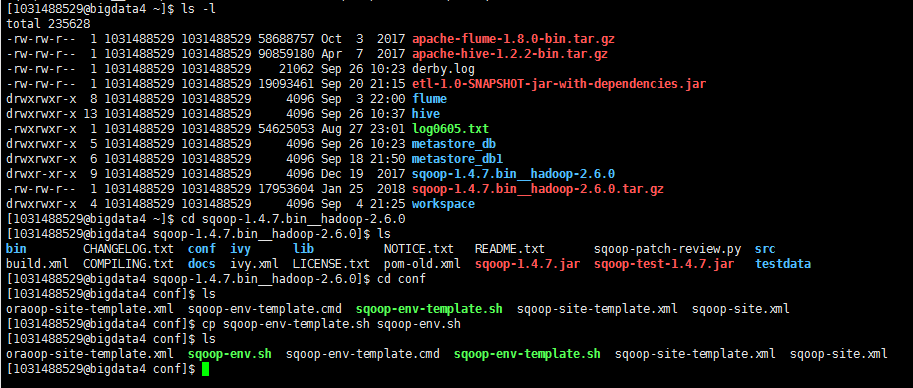 [1031488529@bigdata4 ~]$ ls -l
total 235628
-rw-rw-r--  1 1031488529 1031488529 58688757 Oct  3  2017 apache-flume-1.8.0-bin.tar.gz
-rw-rw-r--  1 1031488529 1031488529 90859180 Apr  7  2017 apache-hive-1.2.2-bin.tar.gz
-rw-rw-r--  1 1031488529 1031488529    21062 Sep 26 10:23 derby.log
-rw-rw-r--  1 1031488529 1031488529 19093461 Sep 20 21:15 etl-1.0-SNAPSHOT-jar-with-dependencies.jar
drwxrwxr-x  8 1031488529 1031488529     4096 Sep  3 22:00 flume
drwxrwxr-x 13 1031488529 1031488529     4096 Sep 26 10:37 hive
-rwxrwxr-x  1 1031488529 1031488529 54625053 Aug 27 23:01 log0605.txt
drwxrwxr-x  5 1031488529 1031488529     4096 Sep 26 10:23 metastore_db
drwxrwxr-x  6 1031488529 1031488529     4096 Sep 18 21:50 metastore_db1
drwxr-xr-x  9 1031488529 1031488529     4096 Dec 19  2017 sqoop-1.4.7.bin__hadoop-2.6.0
-rw-rw-r--  1 1031488529 1031488529 17953604 Jan 25  2018 sqoop-1.4.7.bin__hadoop-2.6.0.tar.gz
drwxrwxr-x  4 1031488529 1031488529     4096 Sep  4 21:25 workspace
[1031488529@bigdata4 ~]$ cd sqoop-1.4.7.bin__hadoop-2.6.0
[1031488529@bigdata4 sqoop-1.4.7.bin__hadoop-2.6.0]$ ls
bin        CHANGELOG.txt  conf  ivy      lib          NOTICE.txt   README.txt       sqoop-patch-review.py  src
build.xml  COMPILING.txt  docs  ivy.xml  LICENSE.txt  pom-old.xml  sqoop-1.4.7.jar  sqoop-test-1.4.7.jar   testdata
[1031488529@bigdata4 sqoop-1.4.7.bin__hadoop-2.6.0]$ cd conf
[1031488529@bigdata4 conf]$ ls
oraoop-site-template.xml  sqoop-env-template.cmd  sqoop-env-template.sh  sqoop-site-template.xml  sqoop-site.xml
[1031488529@bigdata4 conf]$ cp sqoop-env-template.sh sqoop-env.sh
[1031488529@bigdata4 conf]$ ls
oraoop-site-template.xml  sqoop-env.sh  sqoop-env-template.cmd  sqoop-env-template.sh  sqoop-site-template.xml  sqoop-site.xml
[1031488529@bigdata4 conf]$